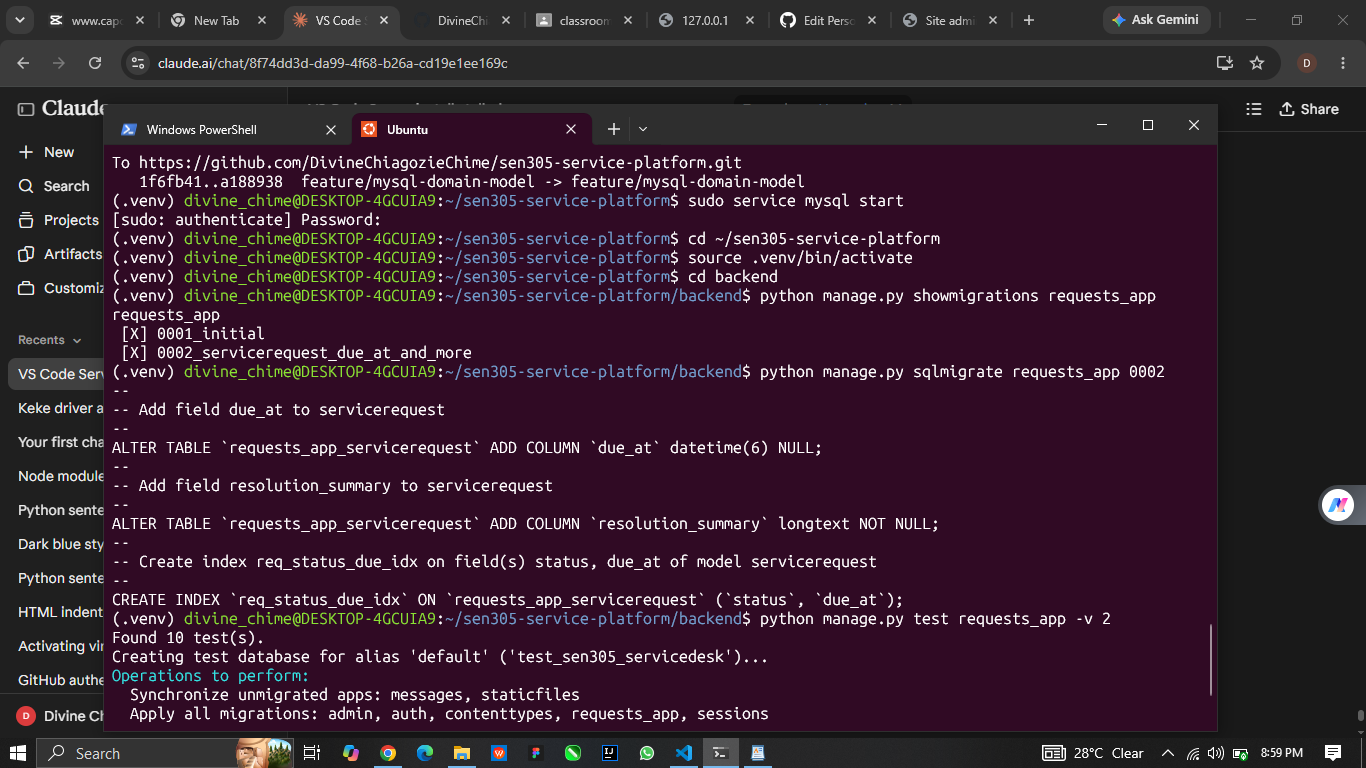 www.capc
New Tab
VS Code S
DivineChi
classroom
127.0.0.1
Edit Perso
Site admi
Ask Gemini
claude.ai/chat/8f74dd3d-da99-4f68-b26a-cd19e1ee169c
D
Claude
Share
New
Search
Projects
Artifacts
Customiz
Recents
VS Code Serv
Keke driver a
Your first cha
Node module
Python sente
Dark blue sty
Python sente
HTML indent
Activating vir
GitHub authe
D
Divine Ch
Windows PowerShell
Ubuntu
To https://github.com/DivineChiagozieChime/sen305-service-platform.git
1f6fb41..a188938 feature/mysql-domain-model -> feature/mysql-domain-model
(.venv) divine_chime@DESKTOP-4GCUIA9:~/sen305-service-platform$ sudo service mysql start
[sudo: authenticate] Password:
(.venv) divine_chime@DESKTOP-4GCUIA9:~/sen305-service-platform$ cd ~/sen305-service-platform
(.venv) divine_chime@DESKTOP-4GCUIA9:~/sen305-service-platform$ source .venv/bin/activate
(.venv) divine_chime@DESKTOP-4GCUIA9:~/sen305-service-platform$ cd backend
(.venv) divine_chime@DESKTOP-4GCUIA9:~/sen305-service-platform/backend$ python manage.py showmigrations requests_app
requests_app
[X] 0001_initial
[X] 0002_servicerequest_due_at_and_more
(.venv) divine_chime@DESKTOP-4GCUIA9:~/sen305-service-platform/backend$ python manage.py sqlmigrate requests_app 0002
--
-- Add field due_at to servicerequest
--
ALTER TABLE `requests_app_servicerequest` ADD COLUMN `due_at` datetime(6) NULL;
--
-- Add field resolution_summary to servicerequest
--
ALTER TABLE `requests_app_servicerequest` ADD COLUMN `resolution_summary` longtext NOT NULL;
--
-- Create index req_status_due_idx on field(s) status, due_at of model servicerequest
--
CREATE INDEX `req_status_due_idx` ON `requests_app_servicerequest` (`status`, `due_at`);
(.venv) divine_chime@DESKTOP-4GCUIA9:~/sen305-service-platform/backend$ python manage.py test requests_app -v 2
Found 10 test(s).
Creating test database for alias 'default' ('test_sen305_servicedesk')...
Operations to perform:
Synchronize unmigrated apps: messages, staticfiles
Apply all migrations: admin, auth, contenttypes, requests_app, sessions
Search
28°C Clear
8:59 PM